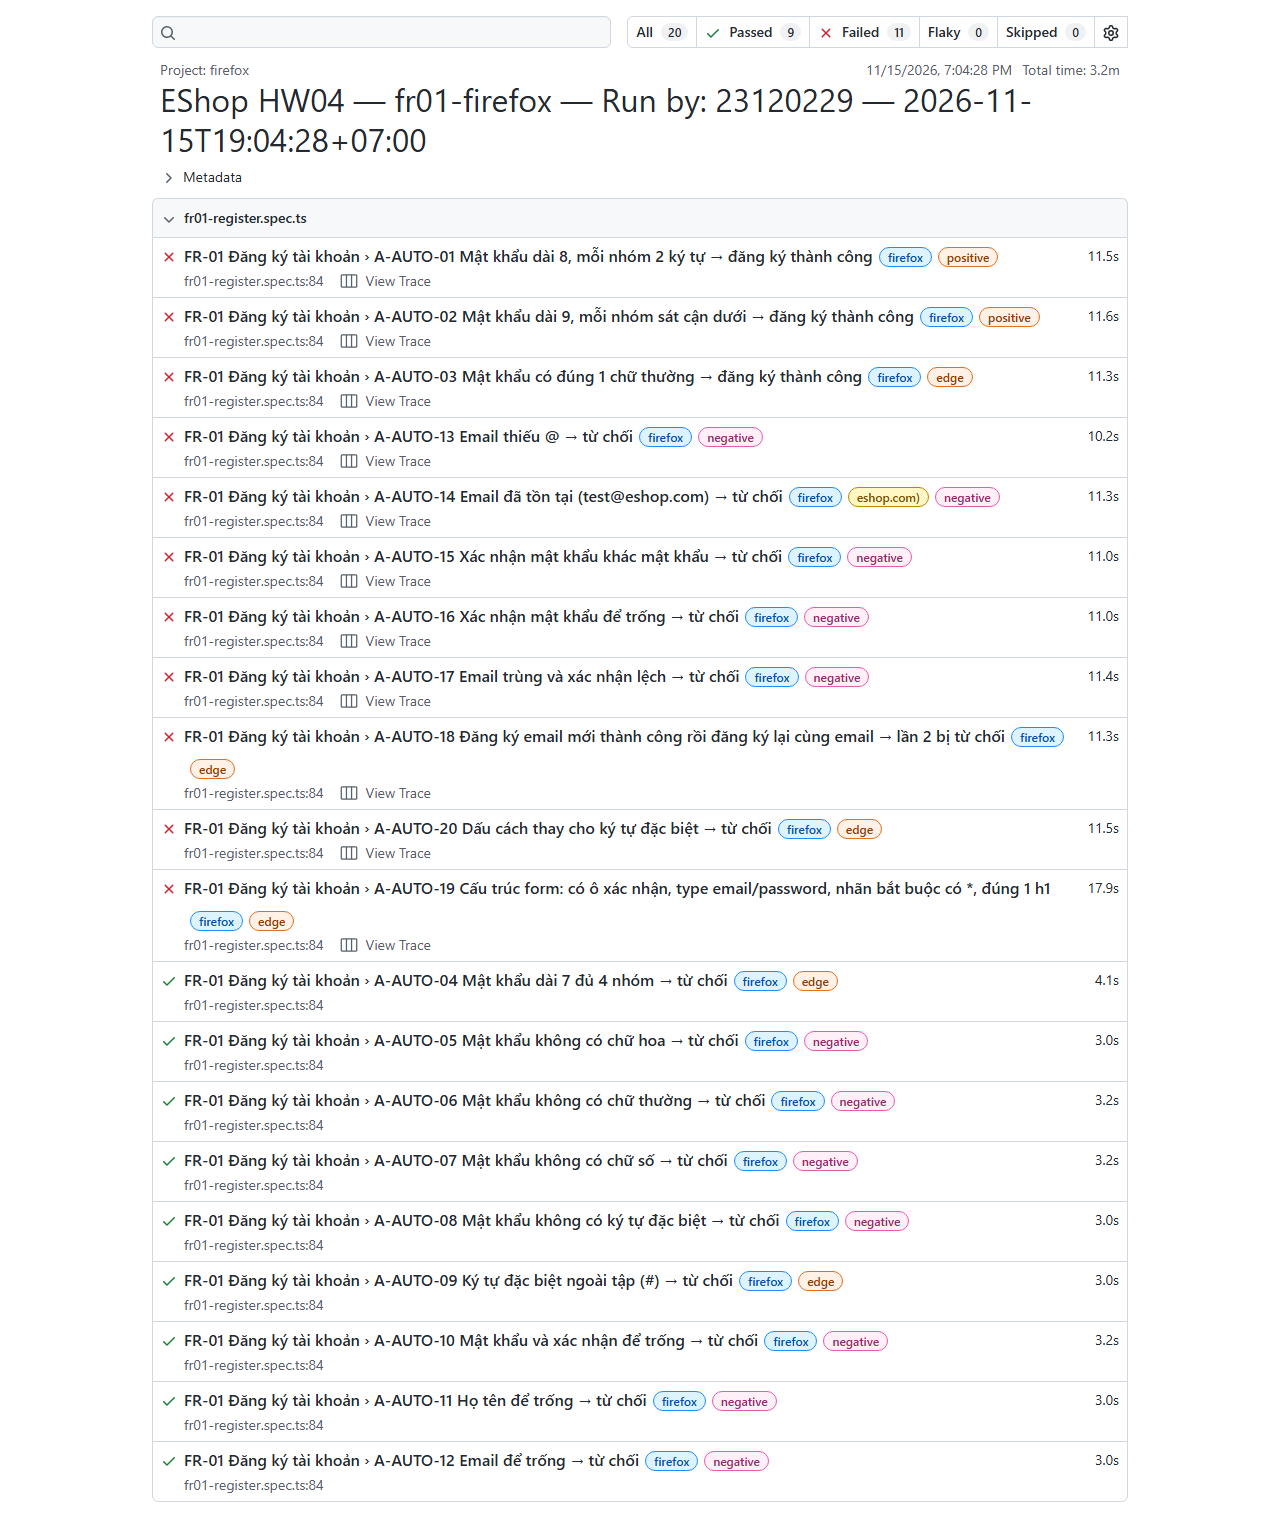 All 20 Passed 9 Failed 11 Flaky 0 Skipped 0
Project: firefox 11/15/2026, 7:04:28 PM Total time: 3.2m
EShop HW04 — fr01-firefox — Run by: 23120229 — 2026-11-
15T19:04:28+07:00
Metadata
fr01-register.spec.ts
FR-01 Đăng ký tài khoản › A-AUTO-01 Mật khẩu dài 8, mỗi nhóm 2 ký tự → đăng ký thành công firefox positive 11.5s
fr01-register.spec.ts:84 View Trace
FR-01 Đăng ký tài khoản › A-AUTO-02 Mật khẩu dài 9, mỗi nhóm sát cận dưới → đăng ký thành công firefox positive 11.6s
fr01-register.spec.ts:84 View Trace
FR-01 Đăng ký tài khoản › A-AUTO-03 Mật khẩu có đúng 1 chữ thường → đăng ký thành công firefox edge 11.3s
fr01-register.spec.ts:84 View Trace
FR-01 Đăng ký tài khoản › A-AUTO-13 Email thiếu @ → từ chối firefox negative 10.2s
fr01-register.spec.ts:84 View Trace
FR-01 Đăng ký tài khoản › A-AUTO-14 Email đã tồn tại (test@eshop.com) → từ chối firefox eshop.com) negative 11.3s
fr01-register.spec.ts:84 View Trace
FR-01 Đăng ký tài khoản › A-AUTO-15 Xác nhận mật khẩu khác mật khẩu → từ chối firefox negative 11.0s
fr01-register.spec.ts:84 View Trace
FR-01 Đăng ký tài khoản › A-AUTO-16 Xác nhận mật khẩu để trống → từ chối firefox negative 11.0s
fr01-register.spec.ts:84 View Trace
FR-01 Đăng ký tài khoản › A-AUTO-17 Email trùng và xác nhận lệch → từ chối firefox negative 11.4s
fr01-register.spec.ts:84 View Trace
FR-01 Đăng ký tài khoản › A-AUTO-18 Đăng ký email mới thành công rồi đăng ký lại cùng email → lần 2 bị từ chối firefox 11.3s
edge
fr01-register.spec.ts:84 View Trace
FR-01 Đăng ký tài khoản › A-AUTO-20 Dấu cách thay cho ký tự đặc biệt → từ chối firefox edge 11.5s
fr01-register.spec.ts:84 View Trace
FR-01 Đăng ký tài khoản › A-AUTO-19 Cấu trúc form: có ô xác nhận, type email/password, nhãn bắt buộc có *, đúng 1 h1 17.9s
firefox edge
fr01-register.spec.ts:84 View Trace
FR-01 Đăng ký tài khoản › A-AUTO-04 Mật khẩu dài 7 đủ 4 nhóm → từ chối firefox edge 4.1s
fr01-register.spec.ts:84
FR-01 Đăng ký tài khoản › A-AUTO-05 Mật khẩu không có chữ hoa → từ chối firefox negative 3.0s
fr01-register.spec.ts:84
FR-01 Đăng ký tài khoản › A-AUTO-06 Mật khẩu không có chữ thường → từ chối firefox negative 3.2s
fr01-register.spec.ts:84
FR-01 Đăng ký tài khoản › A-AUTO-07 Mật khẩu không có chữ số → từ chối firefox negative 3.2s
fr01-register.spec.ts:84
FR-01 Đăng ký tài khoản › A-AUTO-08 Mật khẩu không có ký tự đặc biệt → từ chối firefox negative 3.0s
fr01-register.spec.ts:84
FR-01 Đăng ký tài khoản › A-AUTO-09 Ký tự đặc biệt ngoài tập (#) → từ chối firefox edge 3.0s
fr01-register.spec.ts:84
FR-01 Đăng ký tài khoản › A-AUTO-10 Mật khẩu và xác nhận để trống → từ chối firefox negative 3.2s
fr01-register.spec.ts:84
FR-01 Đăng ký tài khoản › A-AUTO-11 Họ tên để trống → từ chối firefox negative 3.0s
fr01-register.spec.ts:84
FR-01 Đăng ký tài khoản › A-AUTO-12 Email để trống → từ chối firefox negative 3.0s
fr01-register.spec.ts:84